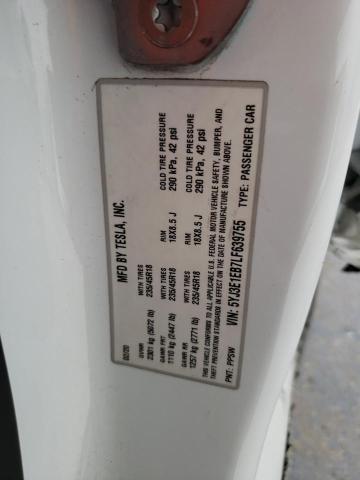 MFD BY TESLA, INC.
02/20
GVWR
2301 kg (5072 LB)
GAWR FRT WITH TIRES RIM COLD TIRE PRESSURE
1110 kg (2447 LB) 235/45R18 18X8.5 J 290 kPa, 42 psi
GAWR RR WITH TIRES RIM COLD TIRE PRESSURE
1257 kg (2771 LB) 235/45R18 18X8.5 J 290 kPa, 42 psi
THIS VEHICLE CONFORMS TO ALL APPLICABLE U.S. FEDERAL MOTOR VEHICLE SAFETY, BUMPER, AND
THEFT PREVENTION STANDARDS IN EFFECT ON THE DATE OF MANUFACTURE SHOWN ABOVE.
VIN: 5YJ3E1EB7LF639755
PNT: PPSW TYPE: PASSENGER CAR